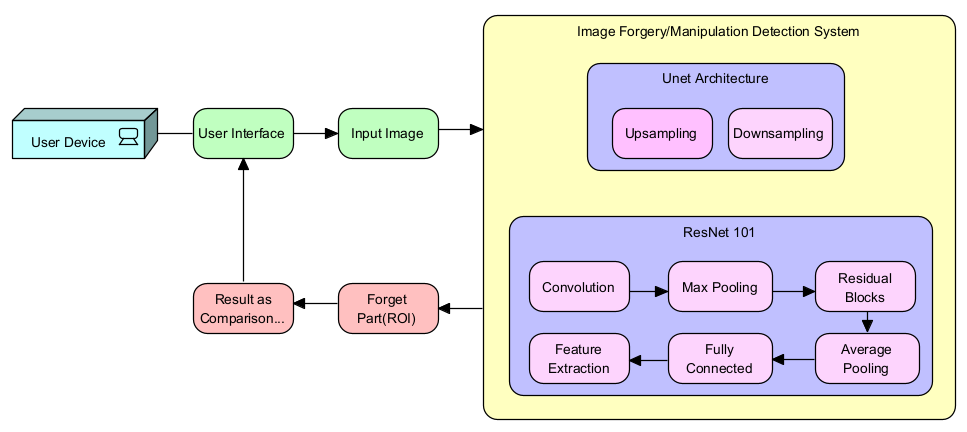 Image Forgery/Manipulation Detection System
Unet Architecture
Upsampling
Downsampling
User Device
User Interface
Input Image
ResNet 101
Convolution
Max Pooling
Residual
Blocks
Result as
Comparison...
Forget
Part(ROI)
Feature
Extraction
Fully
Connected
Average
Pooling